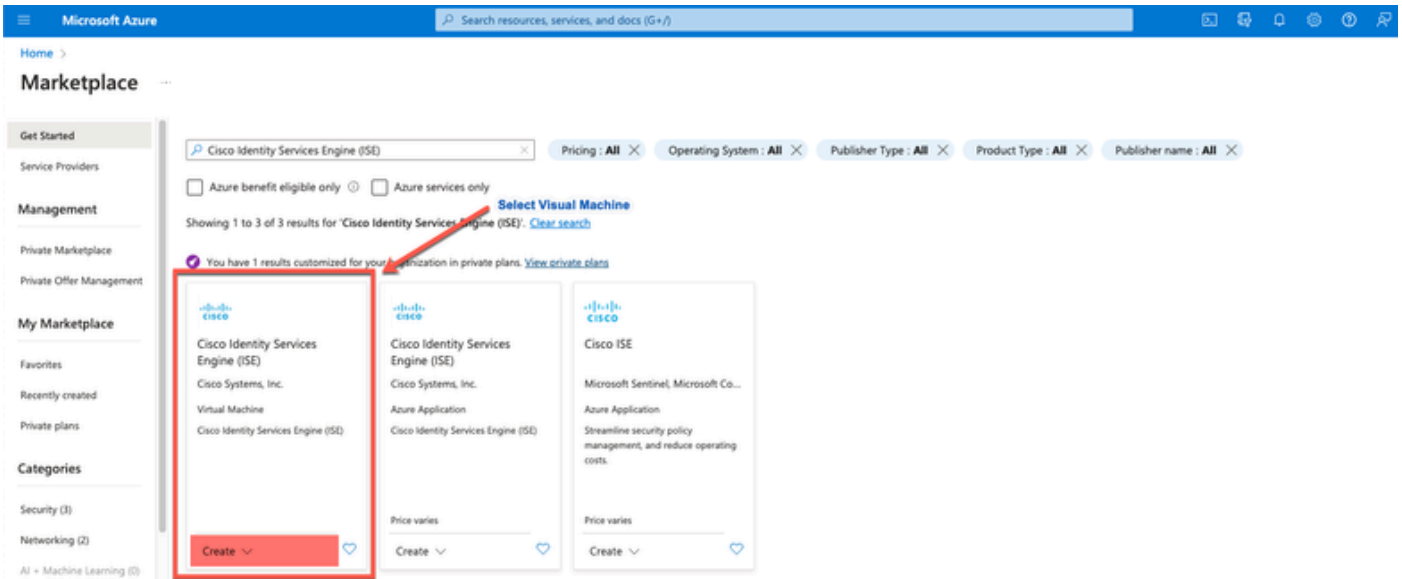 Microsoft Azure
Search resources, services, and docs (G+/)
Home >
Marketplace ...
Get Started
Service Providers
Management
Private Marketplace
Private Offer Management
My Marketplace
Favorites
Recently created
Private plans
Categories
Security (3)
Networking (2)
AI + Machine Learning (0)
Cisco Identity Services Engine (ISE)
Pricing : All
Operating System : All
Publisher Type : All
Product Type : All
Publisher name : All
Azure benefit eligible only
Azure services only
Select Visual Machine
Showing 1 to 3 of 3 results for 'Cisco Identity Services Engine (ISE)'. Clear search
You have 1 results customized for your organization in private plans. View private plans
CISCO
Cisco Identity Services
Engine (ISE)
Cisco Systems, Inc.
Virtual Machine
Cisco Identity Services Engine (ISE)
Create
CISCO
Cisco Identity Services
Engine (ISE)
Cisco Systems, Inc.
Azure Application
Cisco Identity Services Engine (ISE)
Price varies
Create
CISCO
Cisco ISE
Microsoft Sentinel, Microsoft Co...
Azure Application
Streamline security policy
management, and reduce operating
costs.
Price varies
Create